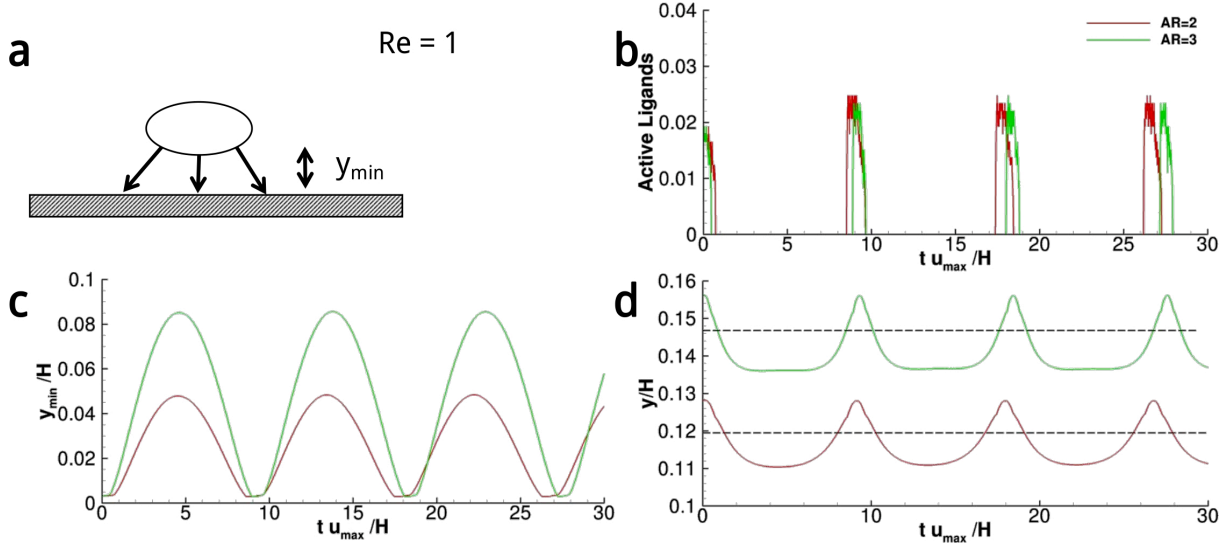 a
Re = 1
y_min
b
0.04
0.03
0.02
0.01
0
Active Ligands
AR=2
AR=3
0
5
10
15
20
25
30
t u_max /H
c
0.1
0.08
0.06
0.04
0.02
0
y_min /H
0
5
10
15
20
25
30
t u_max /H
d
0.16
0.15
0.14
0.13
0.12
0.11
0.1
y/H
0
5
10
15
20
25
30
t u_max /H